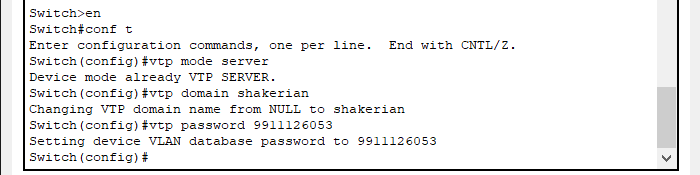 Switch>en
Switch#conf t
Enter configuration commands, one per line.  End with CNTL/Z.
Switch(config)#vtp mode server
Device mode already VTP SERVER.
Switch(config)#vtp domain shakerian
Changing VTP domain name from NULL to shakerian
Switch(config)#vtp password 9911126053
Setting device VLAN database password to 9911126053
Switch(config)#